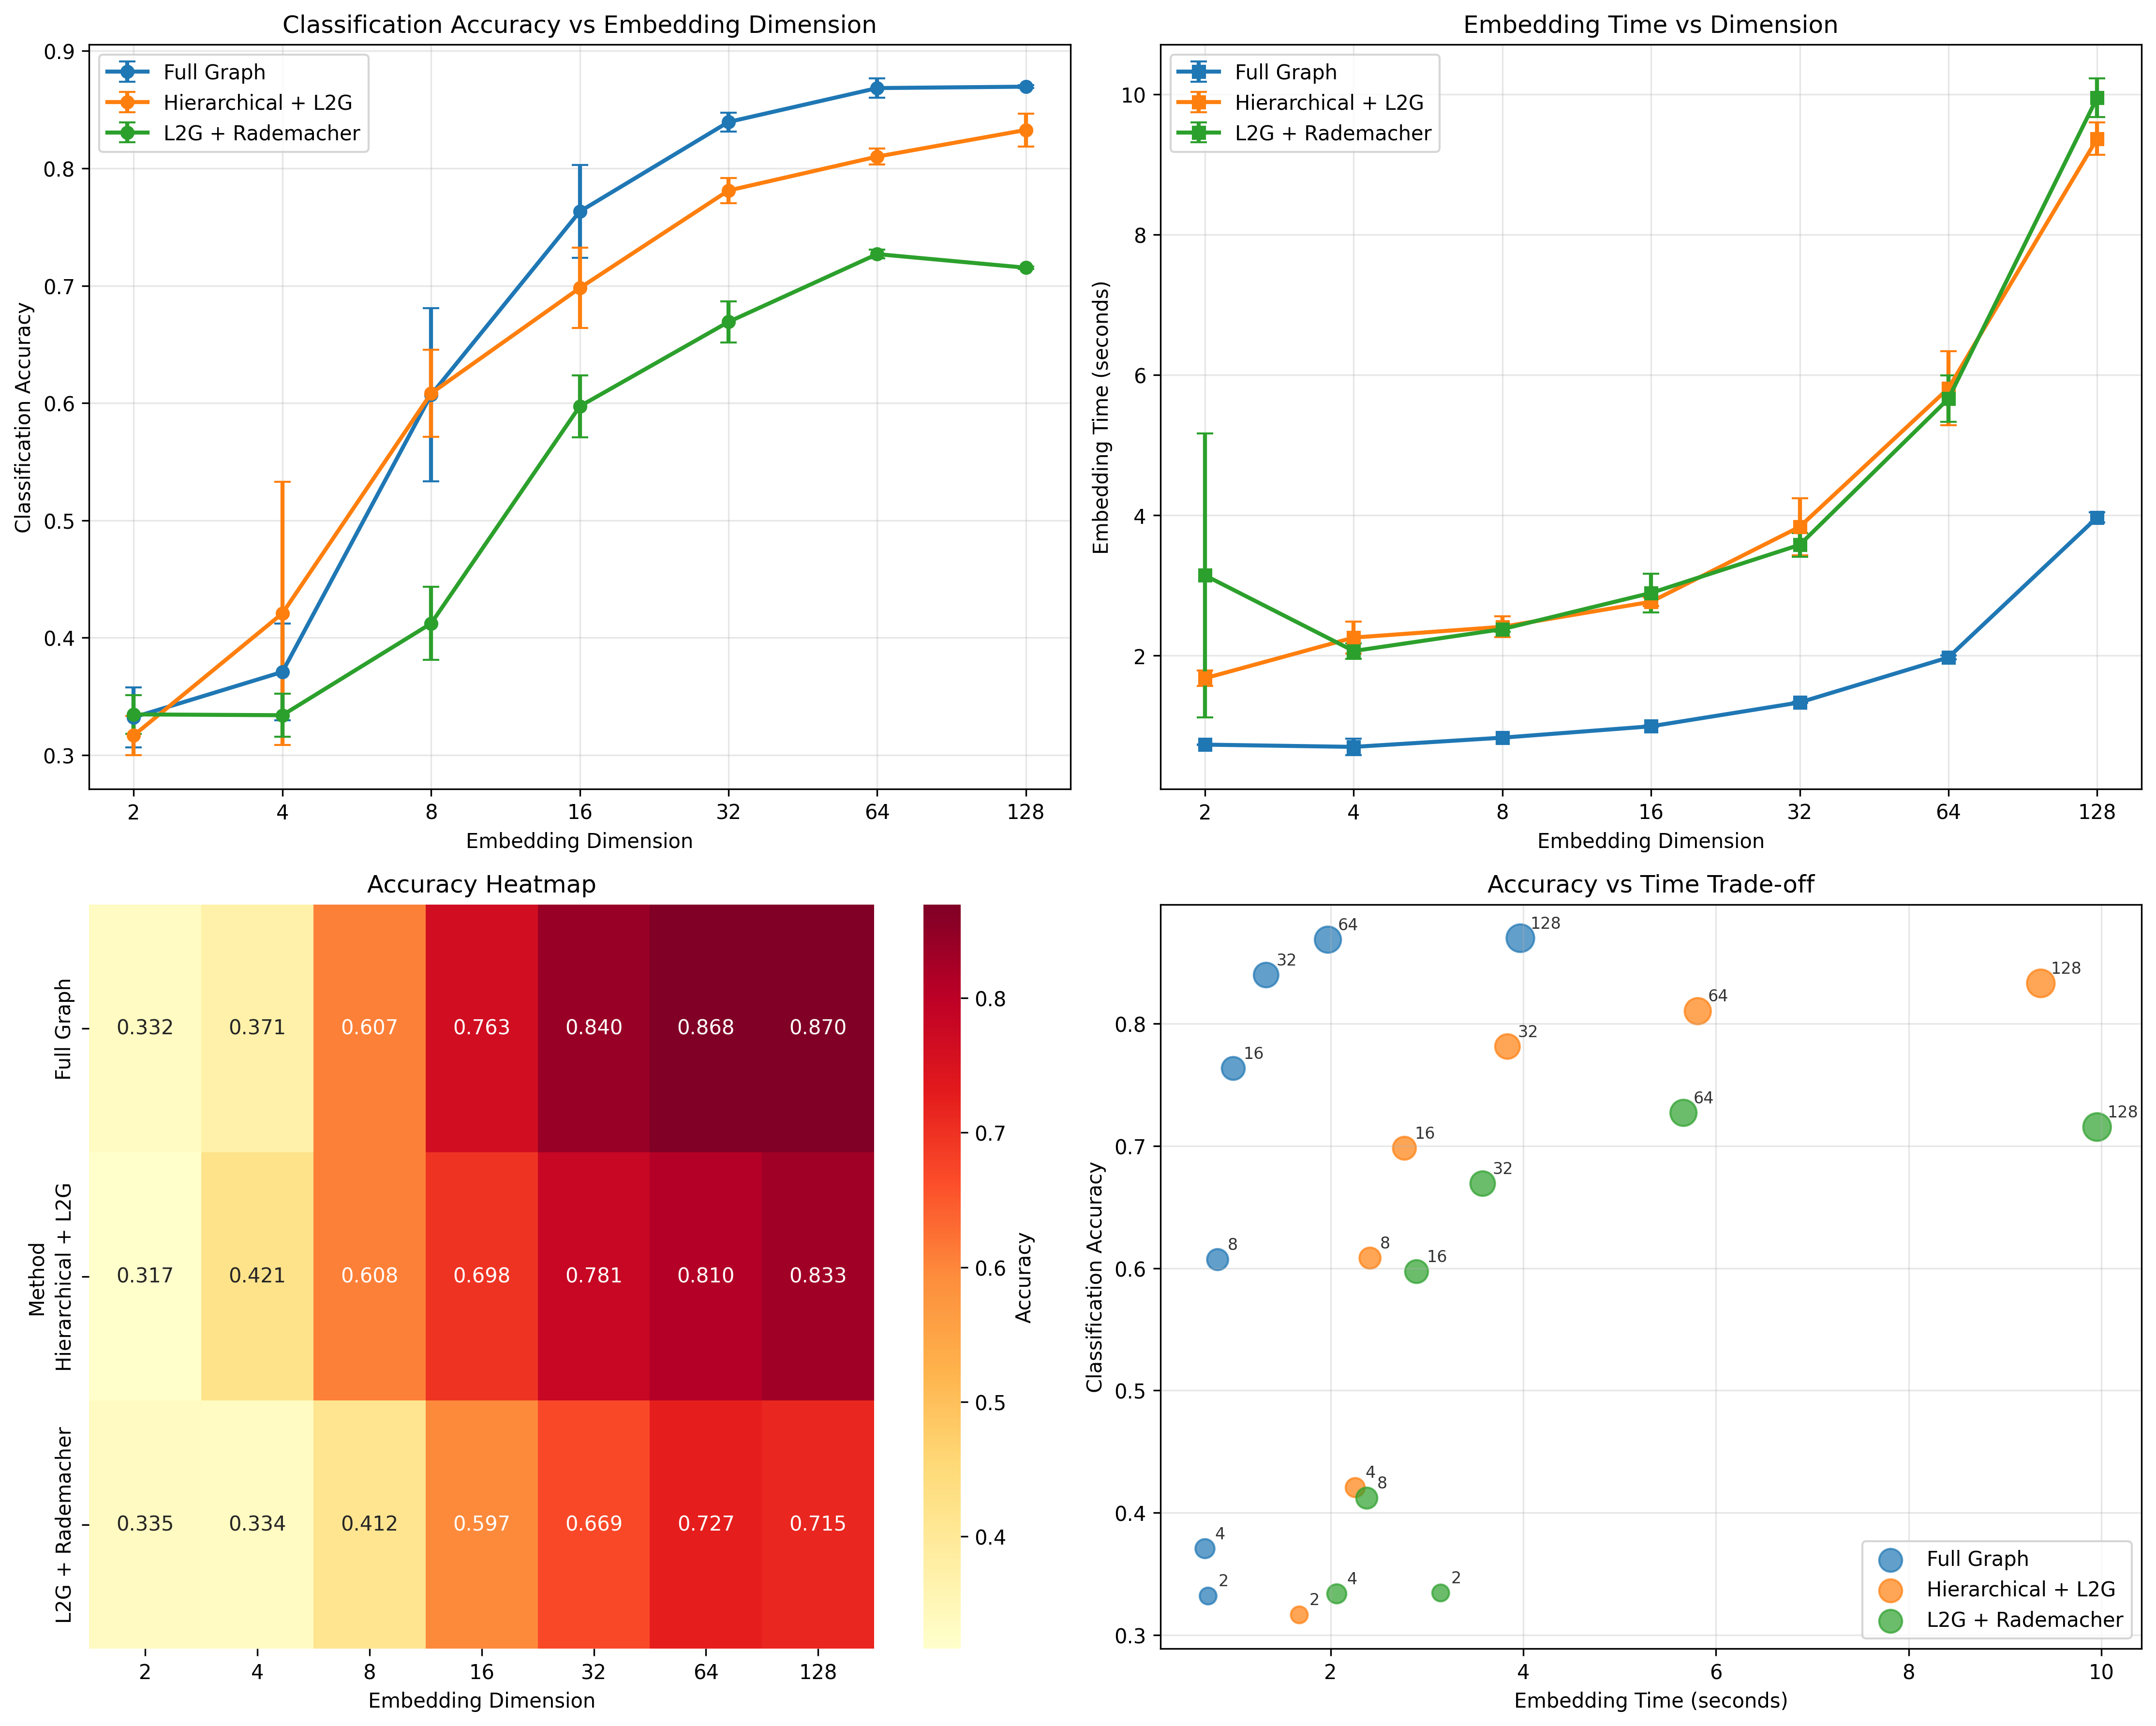 Classification Accuracy vs Embedding Dimension
Full Graph
Hierarchical + L2G
L2G + Rademacher
Classification Accuracy
0.9
0.8
0.7
0.6
0.5
0.4
0.3
2 4 8 16 32 64 128
Embedding Dimension
Embedding Time vs Dimension
Full Graph
Hierarchical + L2G
L2G + Rademacher
Embedding Time (seconds)
10
8
6
4
2
2 4 8 16 32 64 128
Embedding Dimension
Accuracy Heatmap
Method
Full Graph
0.332 0.371 0.607 0.763 0.840 0.868 0.870
Hierarchical + L2G
0.317 0.421 0.608 0.698 0.781 0.810 0.833
L2G + Rademacher
0.335 0.334 0.412 0.597 0.669 0.727 0.715
2 4 8 16 32 64 128
Embedding Dimension
0.8
0.7
0.6
0.5
0.4
Accuracy
Accuracy vs Time Trade-off
Classification Accuracy
0.8
0.7
0.6
0.5
0.4
0.3
64 128
32
128
64
32
16
64
128
16
32
8
8
16
4
8
4
2
2
4
2
Full Graph
Hierarchical + L2G
L2G + Rademacher
2 4 6 8 10
Embedding Time (seconds)